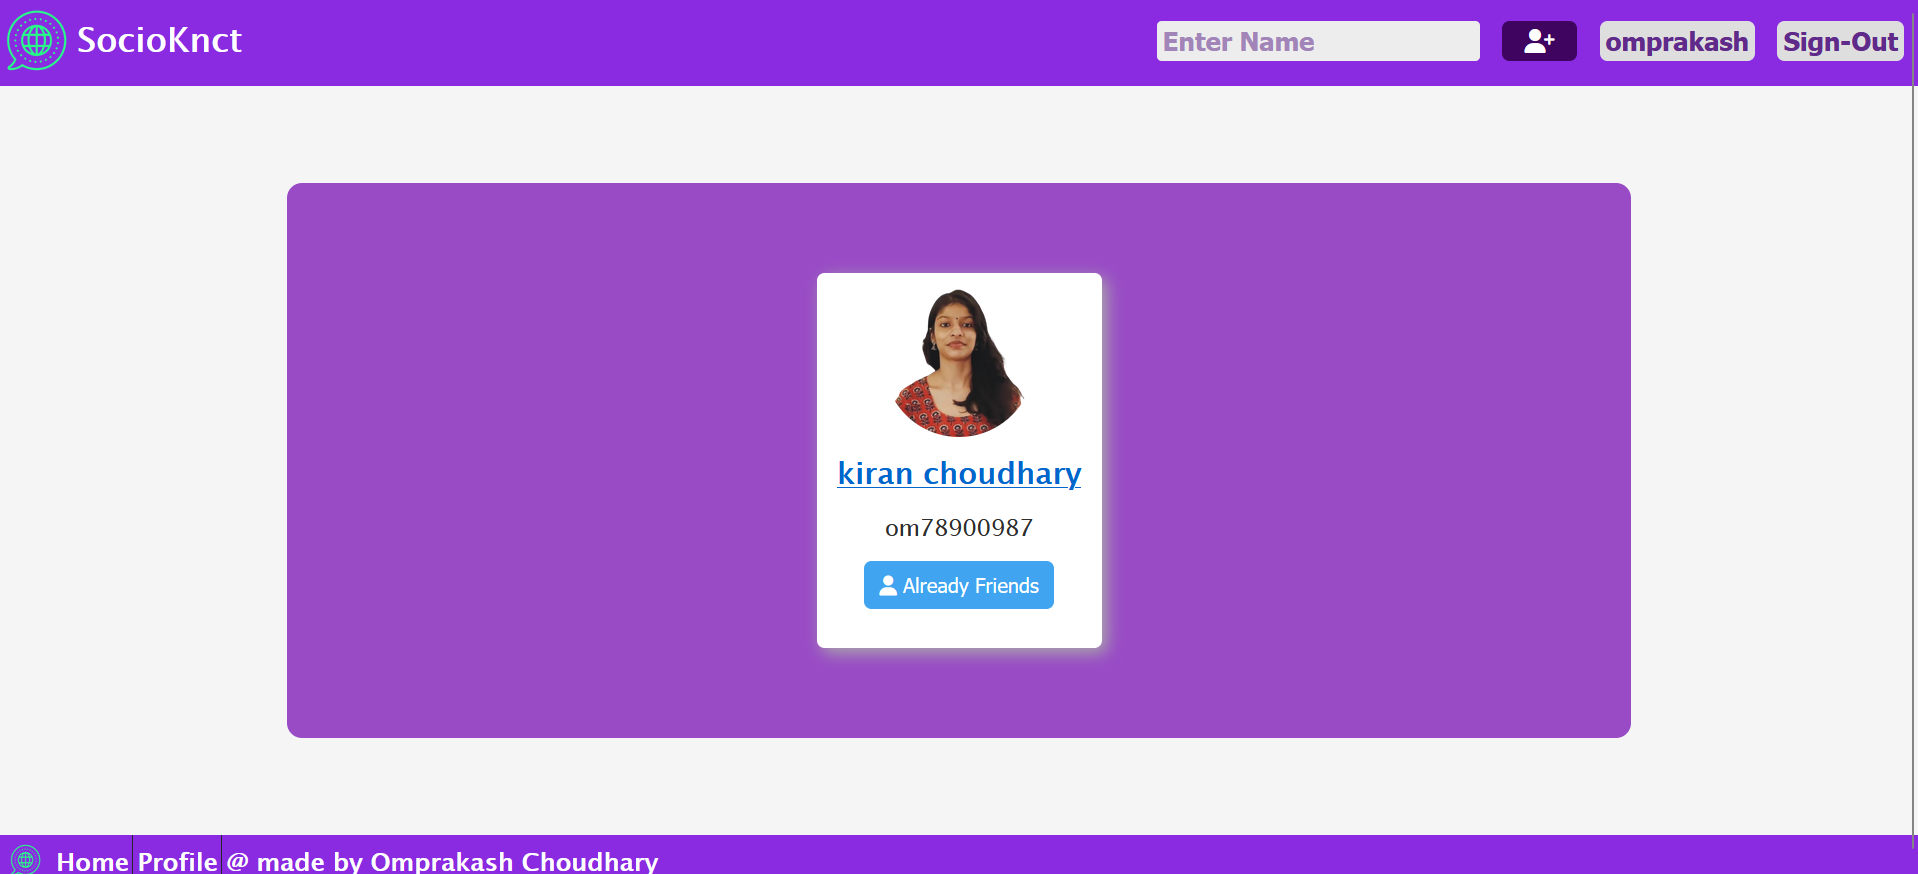 SocioKnct
Enter Name
omprakash
Sign-Out
kiran choudhary
om78900987
Already Friends
Home Profile @ made by Omprakash Choudhary